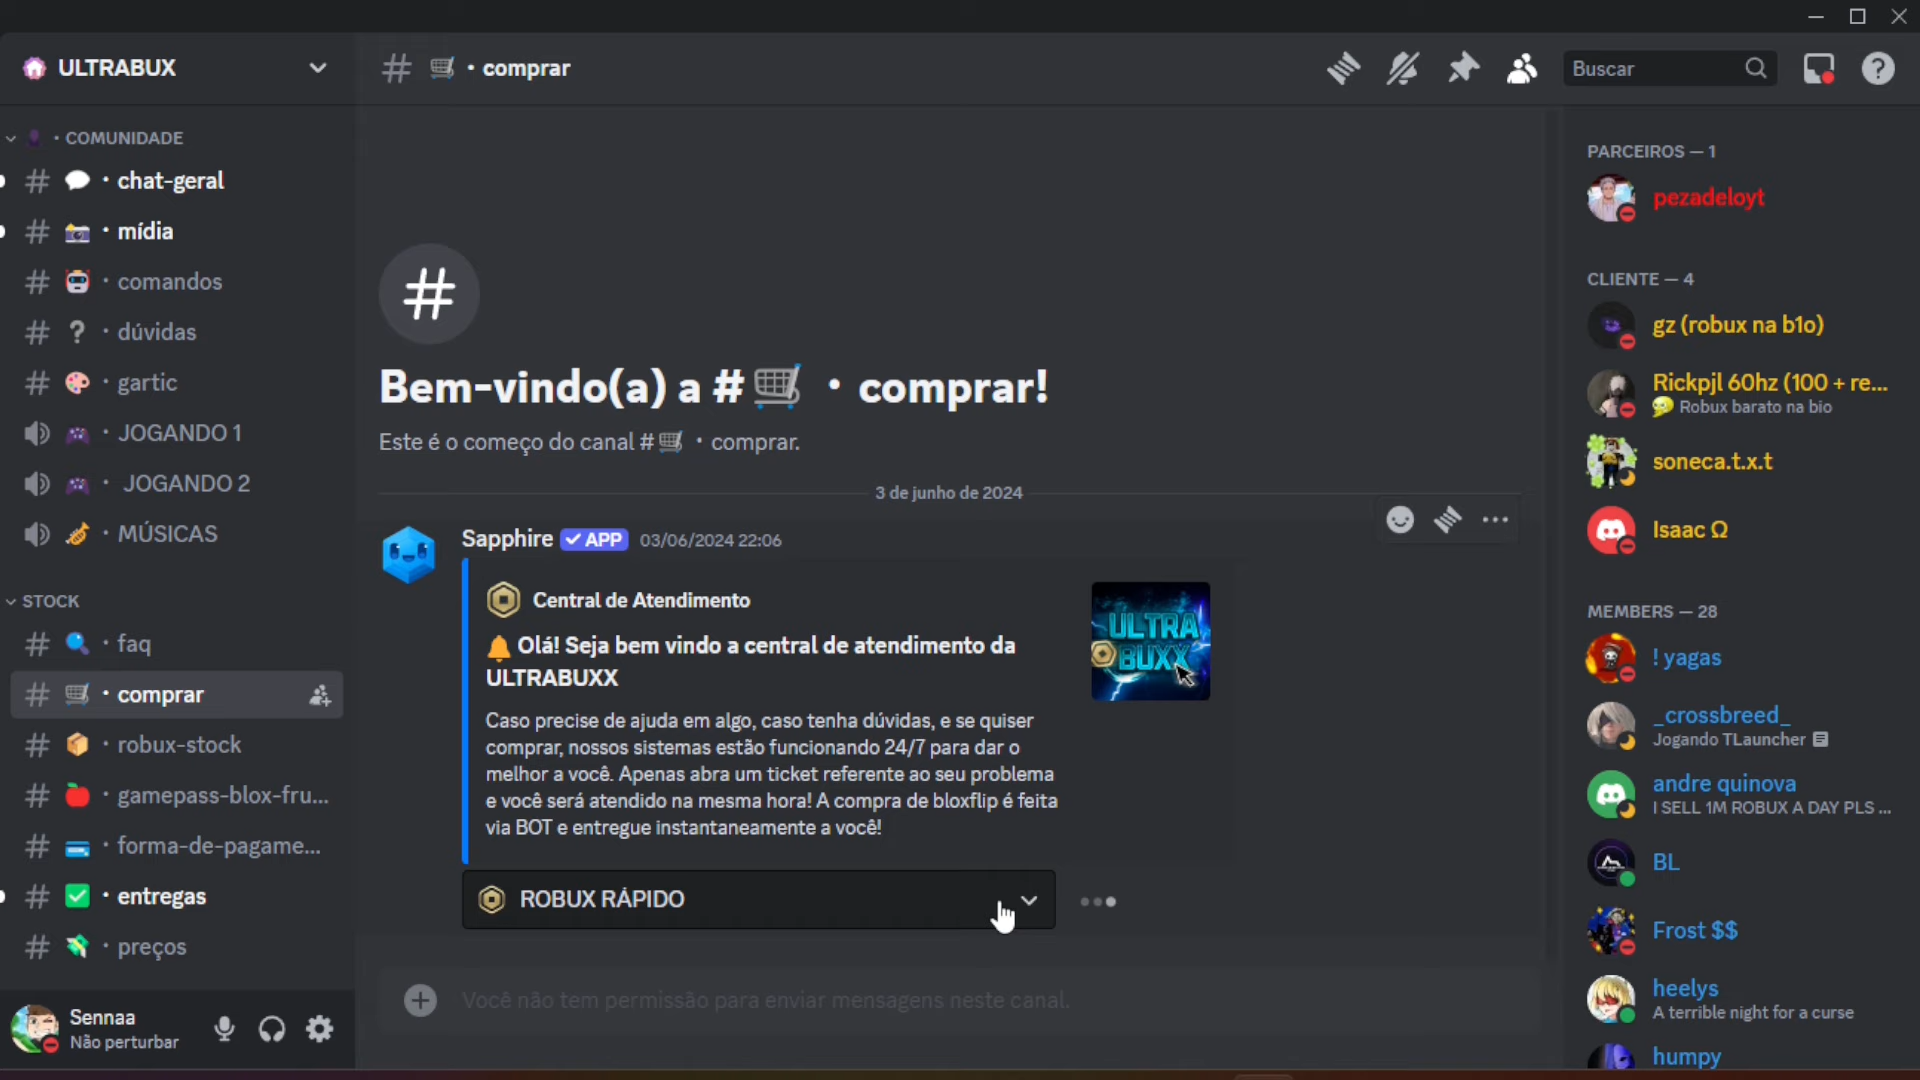 ULTRABUX
• COMUNIDADE
• chat-geral
• mídia
• comandos
• dúvidas
• gartic
• JOGANDO 1
• JOGANDO 2
• MÚSICAS
STOCK
• faq
• comprar
• robux-stock
• gamepass-blox-fru...
• forma-de-pagame...
• entregas
• preços
Sennaa
Não perturbar
# 🛒 • comprar
Buscar
Bem-vindo(a) a #🛒 • comprar!
Este é o começo do canal #🛒 • comprar.
3 de junho de 2024
Sapphire ✓ APP 03/06/2024 22:06
Central de Atendimento
🔔 Olá! Seja bem vindo a central de atendimento da
ULTRABUXX
Caso precise de ajuda em algo, caso tenha dúvidas, e se quiser
comprar, nossos sistemas estão funcionando 24/7 para dar o
melhor a você. Apenas abra um ticket referente ao seu problema
e você será atendido na mesma hora! A compra de bloxflip é feita
via BOT e entregue instantaneamente a você!
ULTRA
BUXX
ROBUX RÁPIDO
Você não tem permissão para enviar mensagens neste canal.
PARCEIROS — 1
pezadeloyt
CLIENTE — 4
gz (robux na b1o)
Rickpjl 60hz (100 + re...
Robux barato na bio
soneca.t.x.t
Isaac Ω
MEMBERS — 28
! yagas
_crossbreed_
Jogando TLauncher
andre quinova
I SELL 1M ROBUX A DAY PLS ...
BL
Frost $$
heelys
A terrible night for a curse
humpy